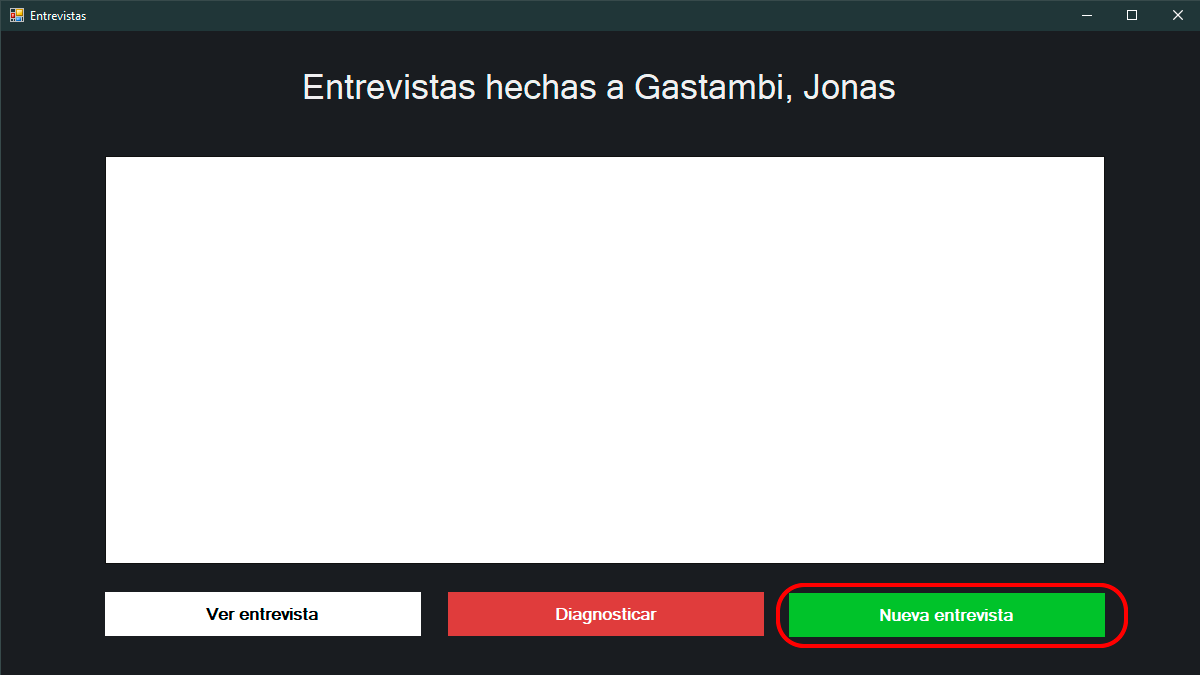 Entrevistas
Entrevistas hechas a Gastambi, Jonas
Ver entrevista
Diagnosticar
Nueva entrevista